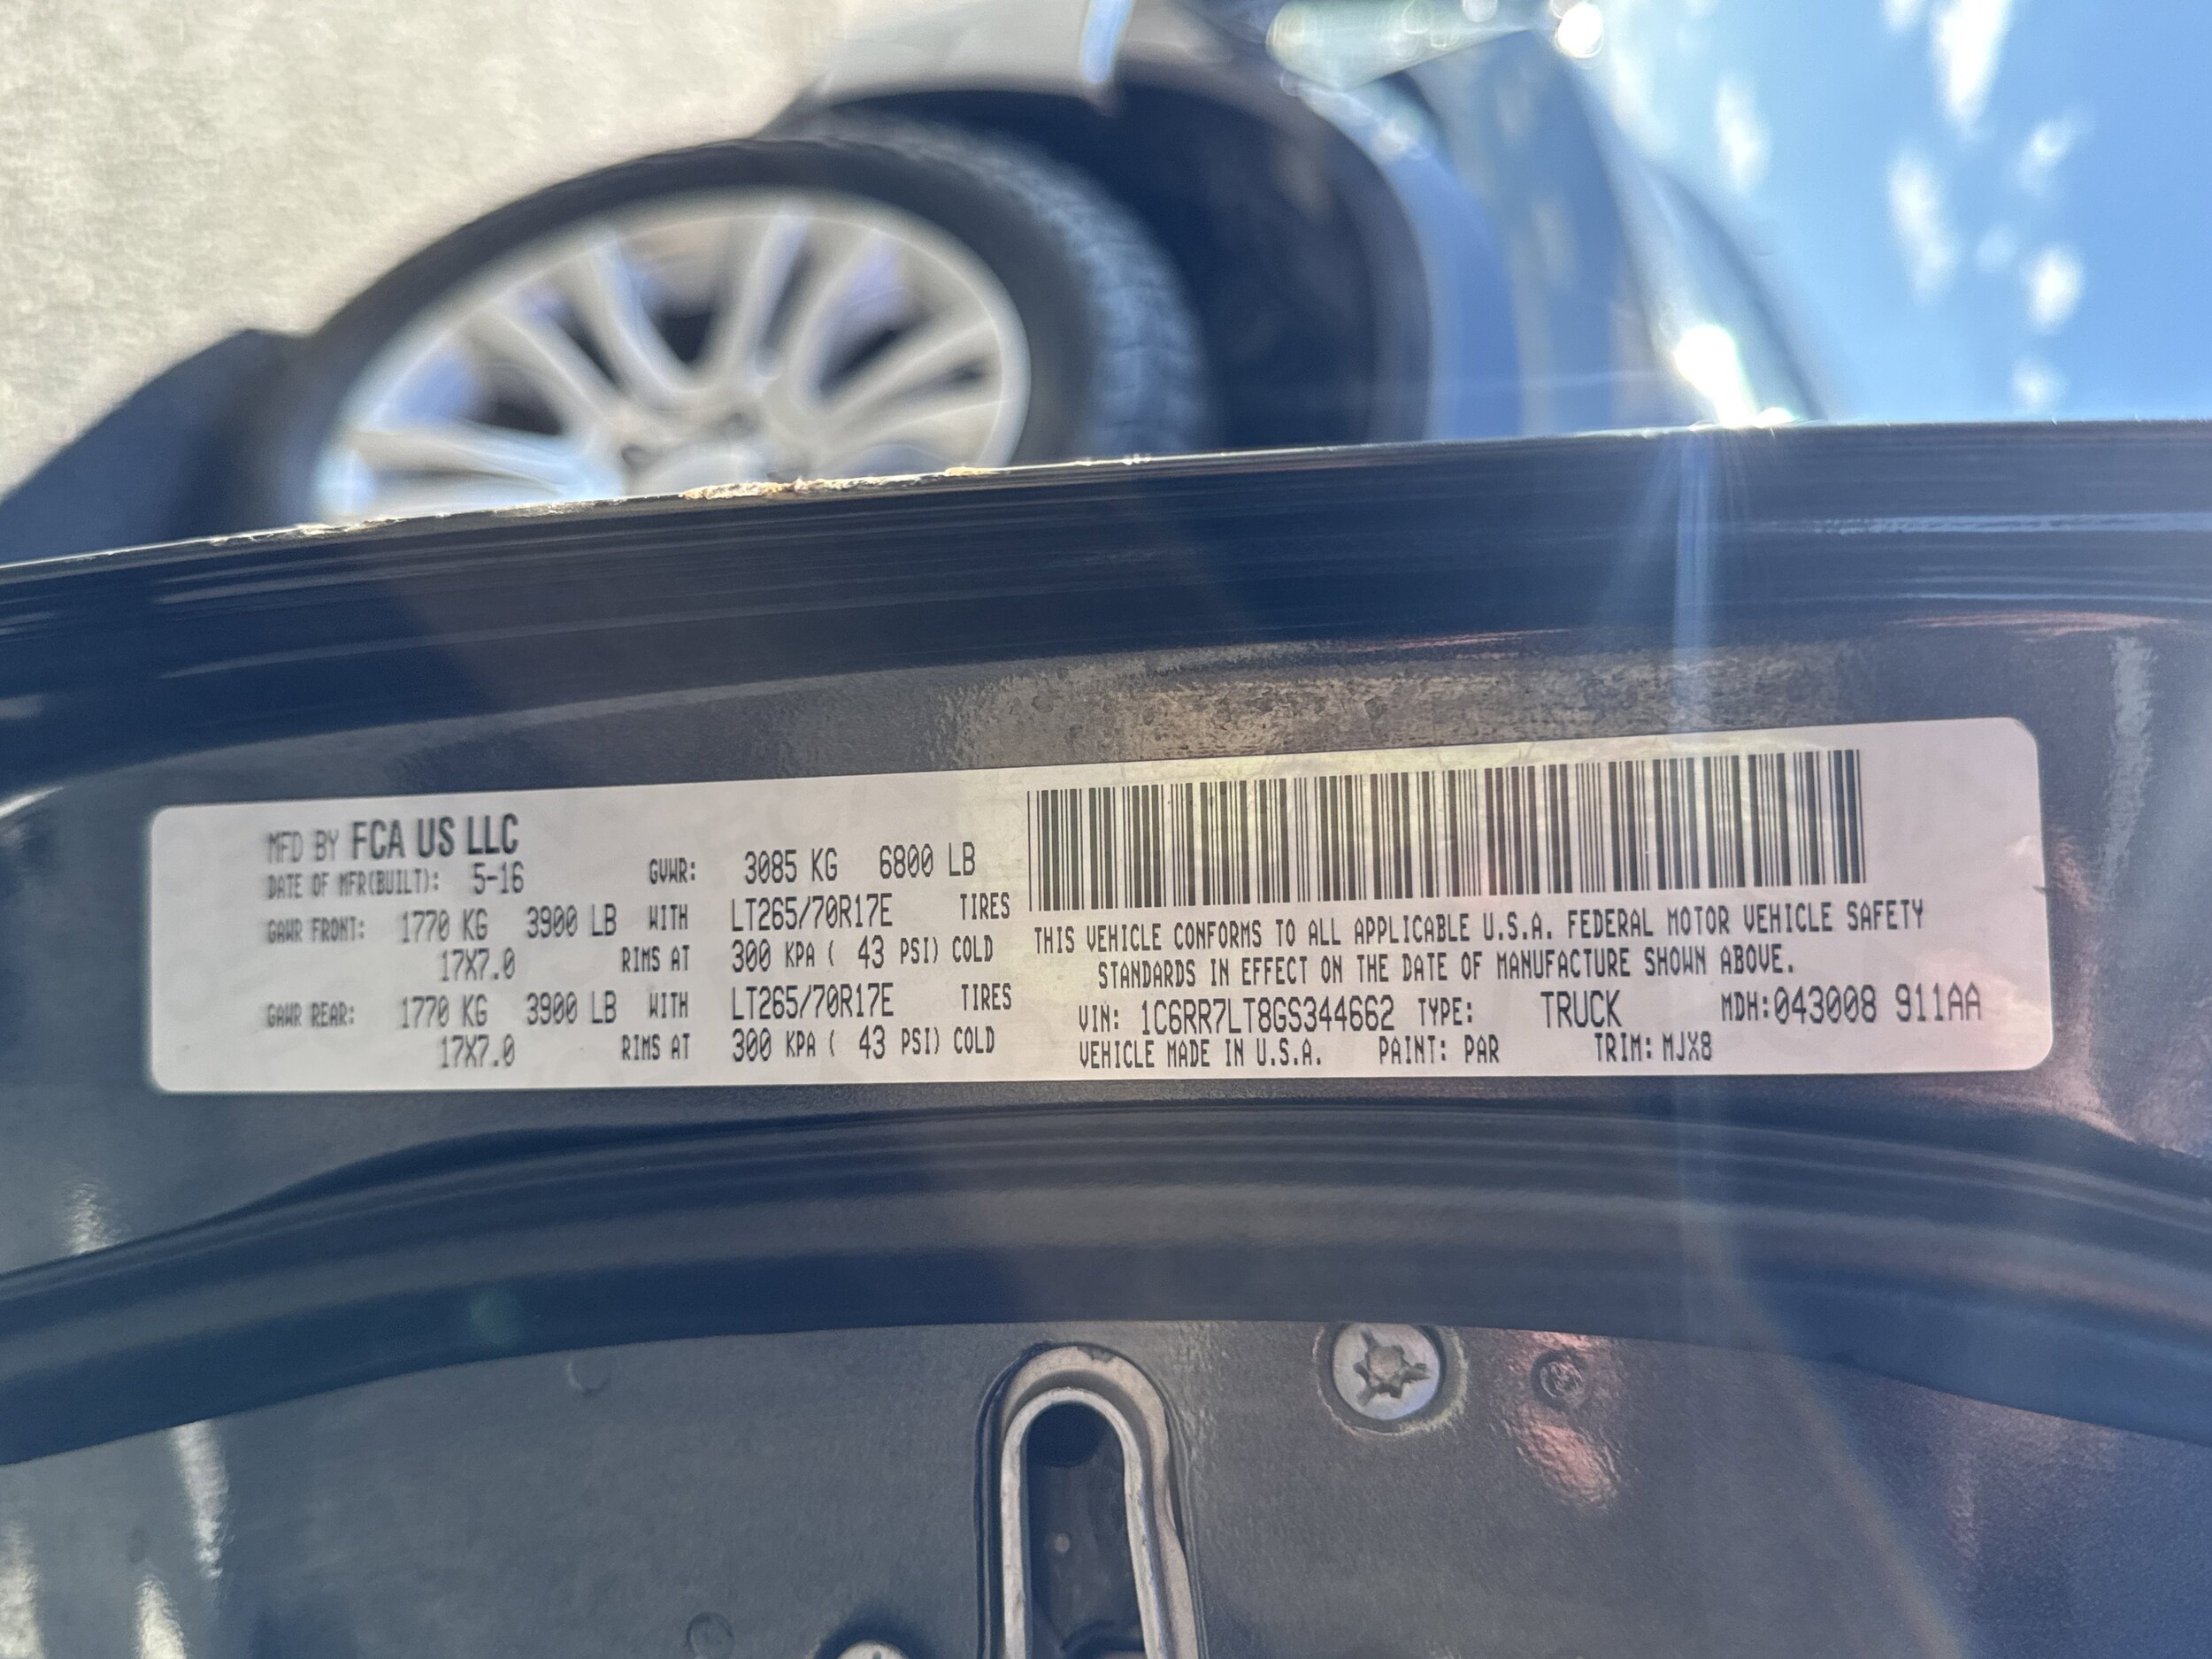 MFD BY FCA US LLC
DATE OF MFR(BUILT): 5-16 GVWR: 3085 KG 6800 LB
GAWR FRONT: 1770 KG 3900 LB WITH LT265/70R17E TIRES
17X7.0 RIMS AT 300 KPA ( 43 PSI) COLD
GAWR REAR: 1770 KG 3900 LB WITH LT265/70R17E TIRES
17X7.0 RIMS AT 300 KPA ( 43 PSI) COLD
THIS VEHICLE CONFORMS TO ALL APPLICABLE U.S.A. FEDERAL MOTOR VEHICLE SAFETY
STANDARDS IN EFFECT ON THE DATE OF MANUFACTURE SHOWN ABOVE.
VIN: 1C6RR7LT8GS344662 TYPE: TRUCK MDH:043008 911AA
VEHICLE MADE IN U.S.A. PAINT: PAR TRIM: MJX8